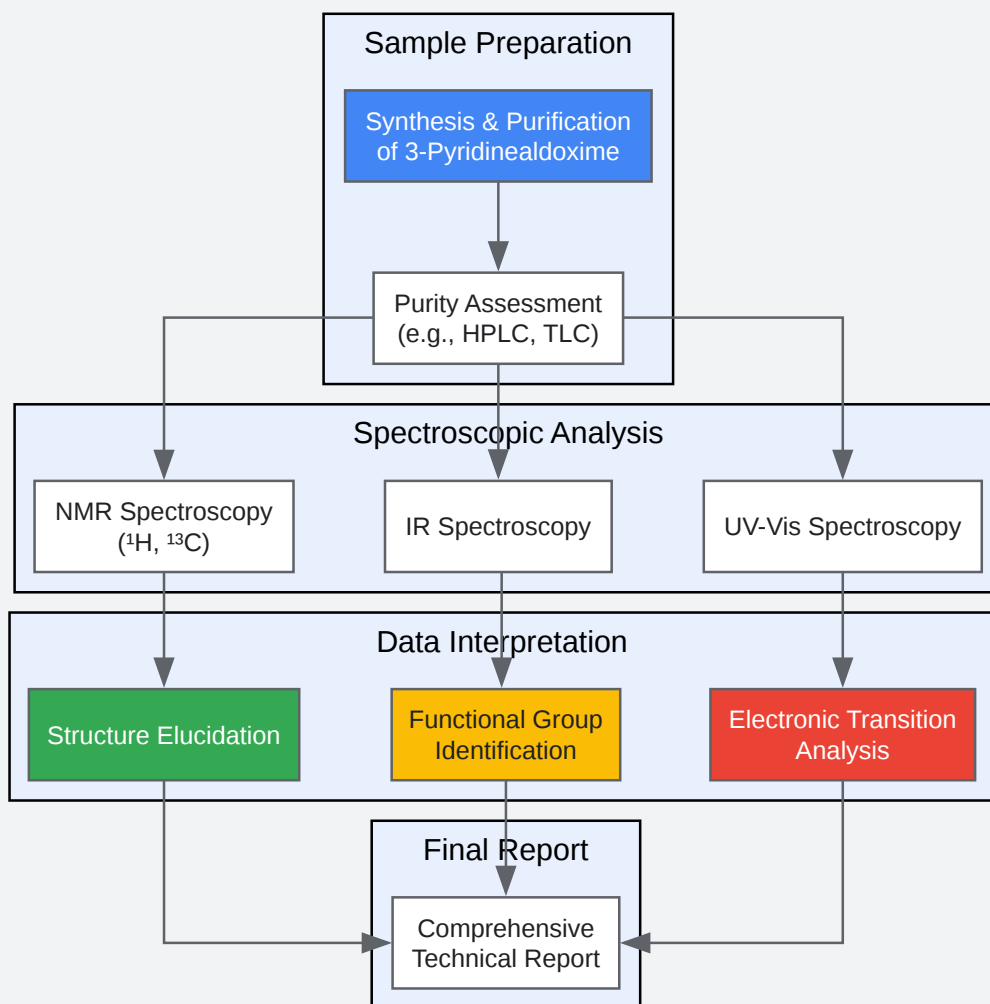 Sample Preparation
Synthesis & Purification
of 3-Pyridinealdoxime
Purity Assessment
(e.g., HPLC, TLC)
Spectroscopic Analysis
NMR Spectroscopy
(¹H, ¹³C)
IR Spectroscopy
UV-Vis Spectroscopy
Data Interpretation
Structure Elucidation
Functional Group
Identification
Electronic Transition
Analysis
Final Report
Comprehensive
Technical Report